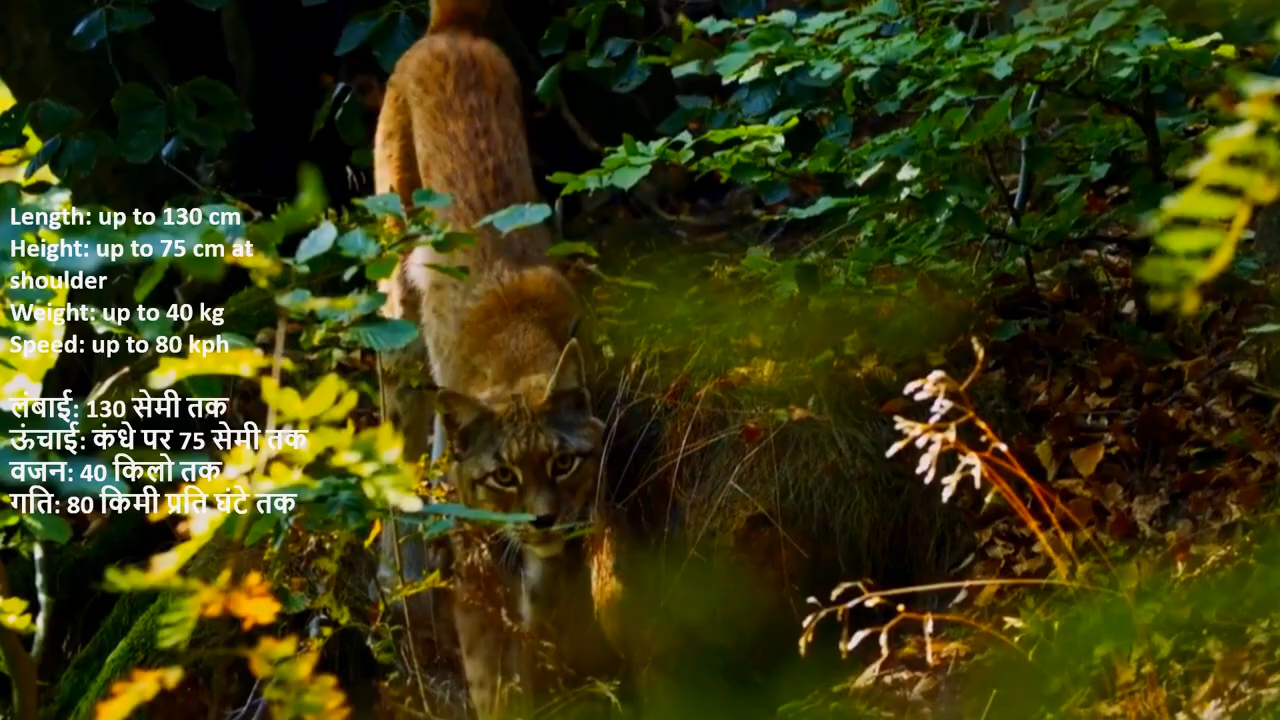 Length: up to 130 cm
Height: up to 75 cm at
shoulder
Weight: up to 40 kg
Speed: up to 80 kph
लंबाई: 130 सेमी तक
ऊंचाई: कंधे पर 75 सेमी तक
वजन: 40 किलो तक
गति: 80 किमी प्रति घंटे तक